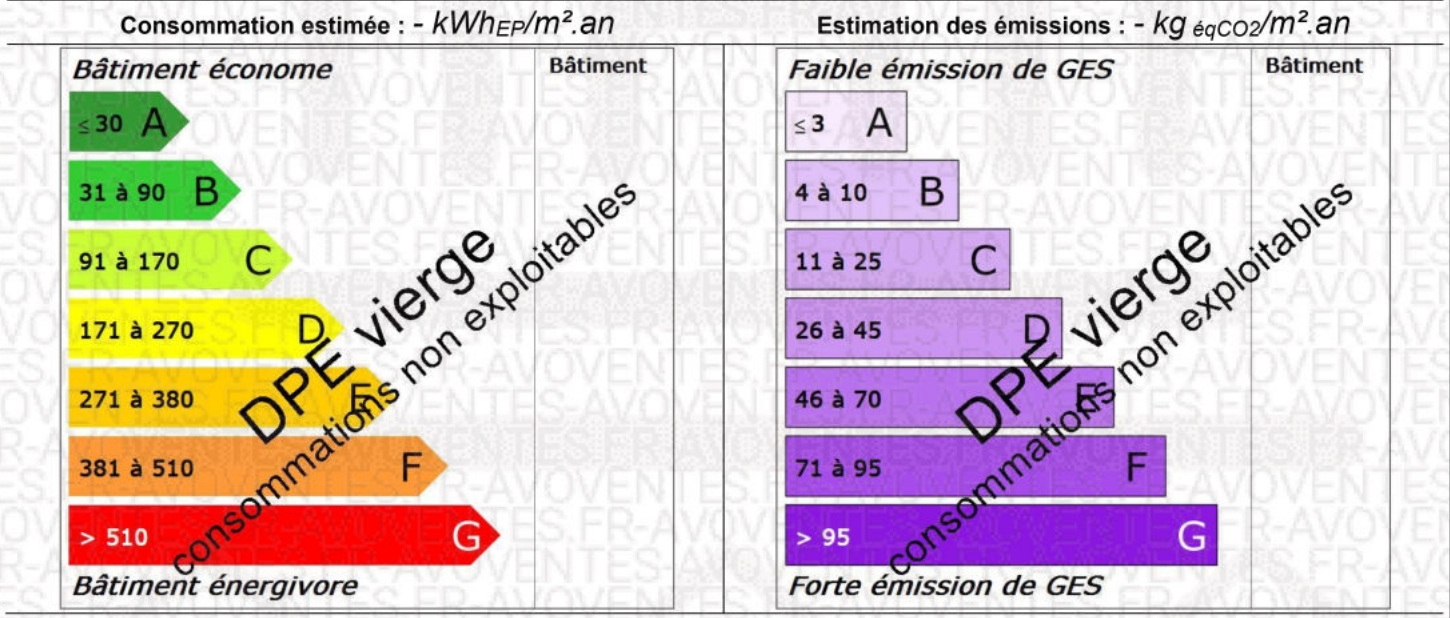 Consommation estimée : - kWhEP/m².an
Bâtiment économe
Bâtiment
≤ 30 A
31 à 90 B
91 à 170 C
171 à 270 D
271 à 380 E
381 à 510 F
> 510 G
Bâtiment énergivore
DPE vierge
consommations non exploitables
Estimation des émissions : - kg éqCO2/m².an
Faible émission de GES
Bâtiment
≤ 3 A
4 à 10 B
11 à 25 C
26 à 45 D
46 à 70 E
71 à 95 F
> 95 G
Forte émission de GES
DPE vierge
consommations non exploitables